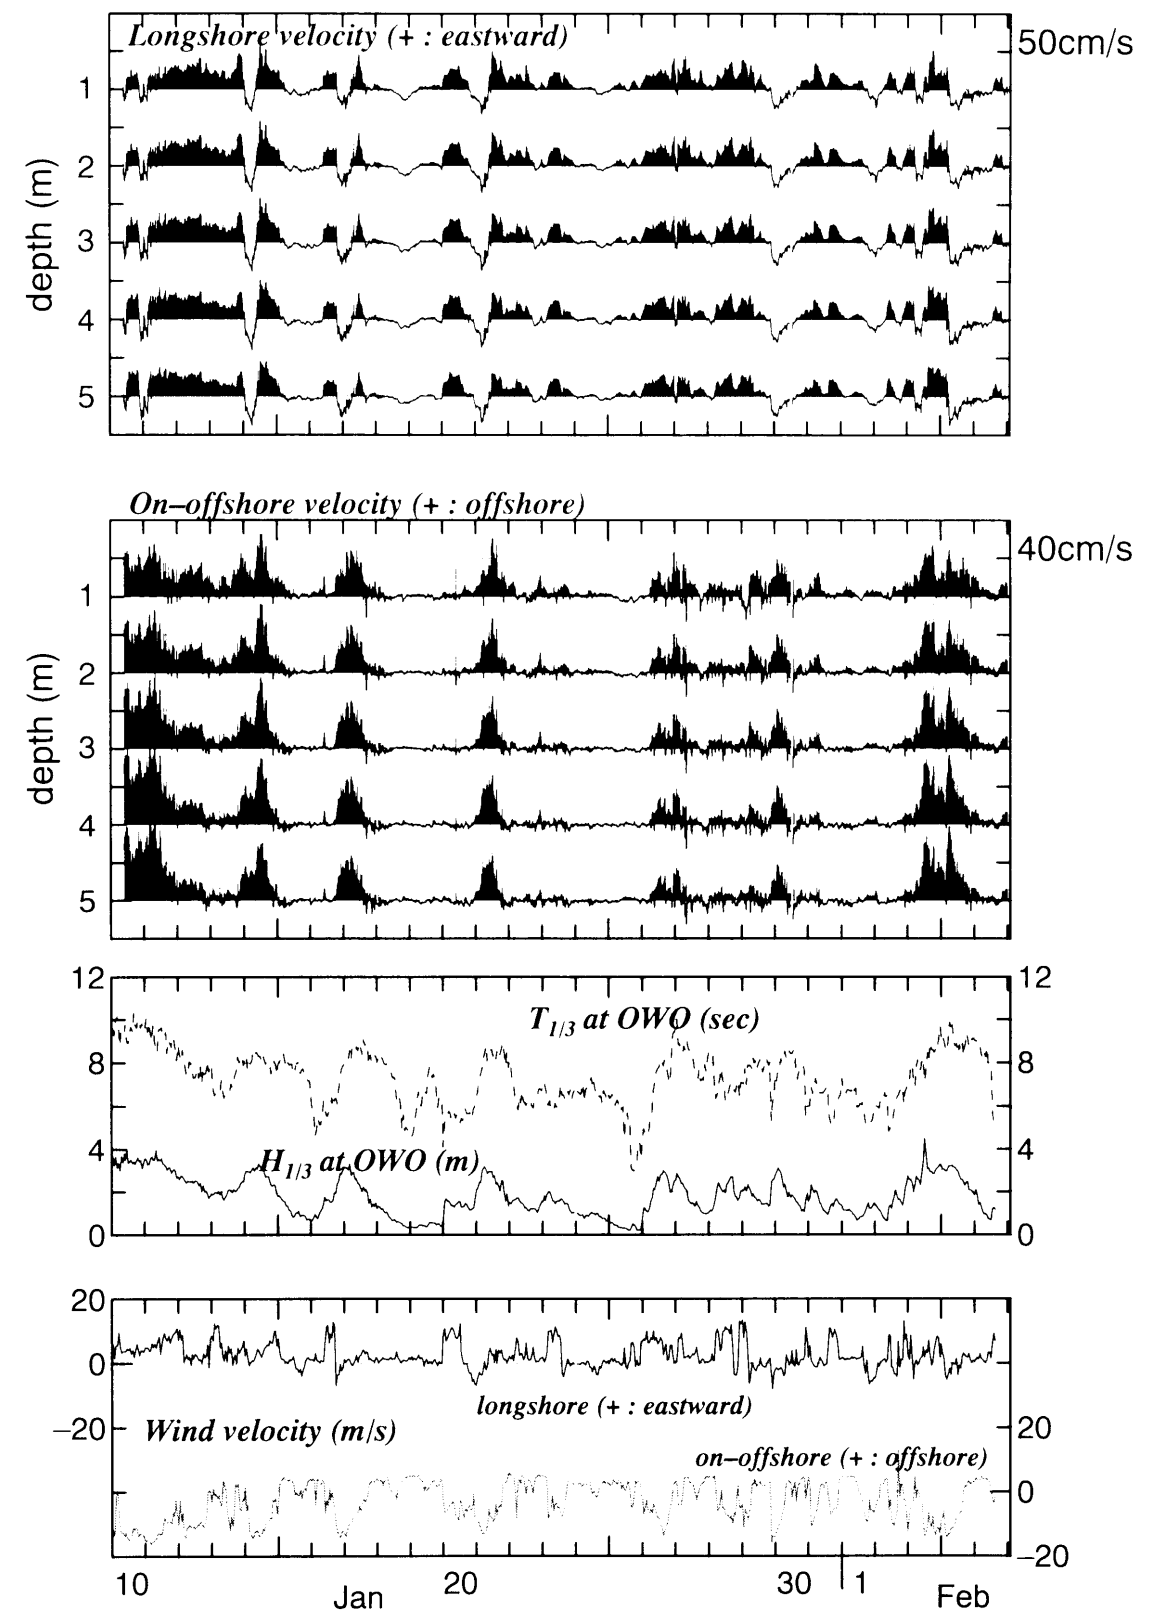 Longshore velocity (+ : eastward)
50cm/s
1
2
3
4
5
depth (m)
On–offshore velocity (+ : offshore)
40cm/s
1
2
3
4
5
depth (m)
12 12
T1/3 at OWO (sec)
8 8
4 4
H1/3 at OWO (m)
0 0
20
0
longshore (+ : eastward)
–20 20
Wind velocity (m/s)
on–offshore (+ : offshore)
0
–20
10 20 30 1
Jan Feb